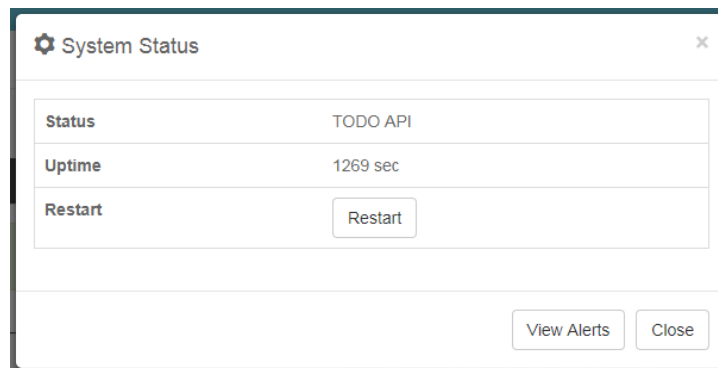 System Status
×
Status TODO API
Uptime 1269 sec
Restart Restart
View Alerts Close